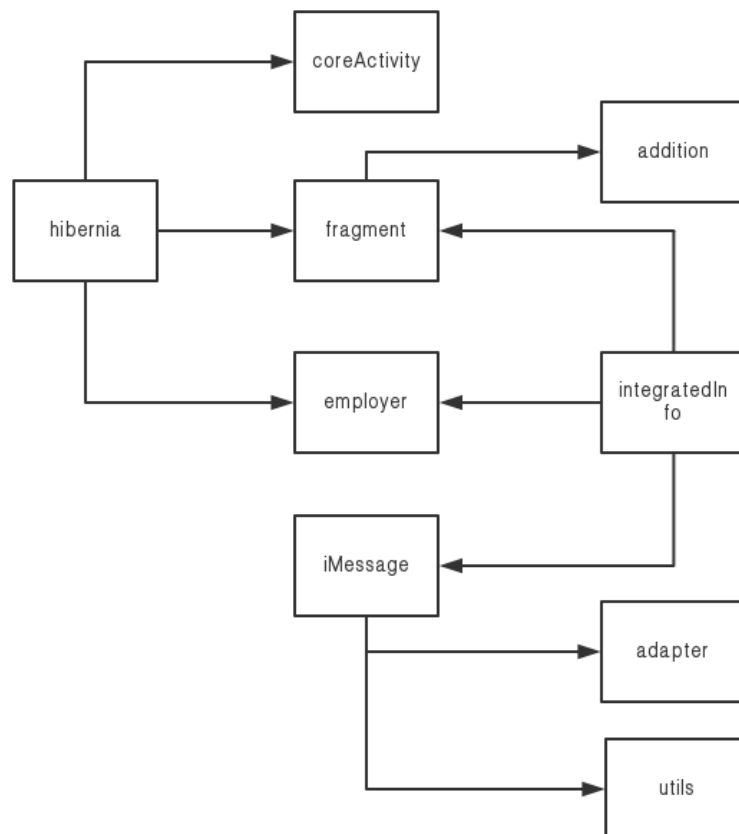 coreActivity
addition
hibernia
fragment
employer
integratedIn
fo
iMessage
adapter
utils